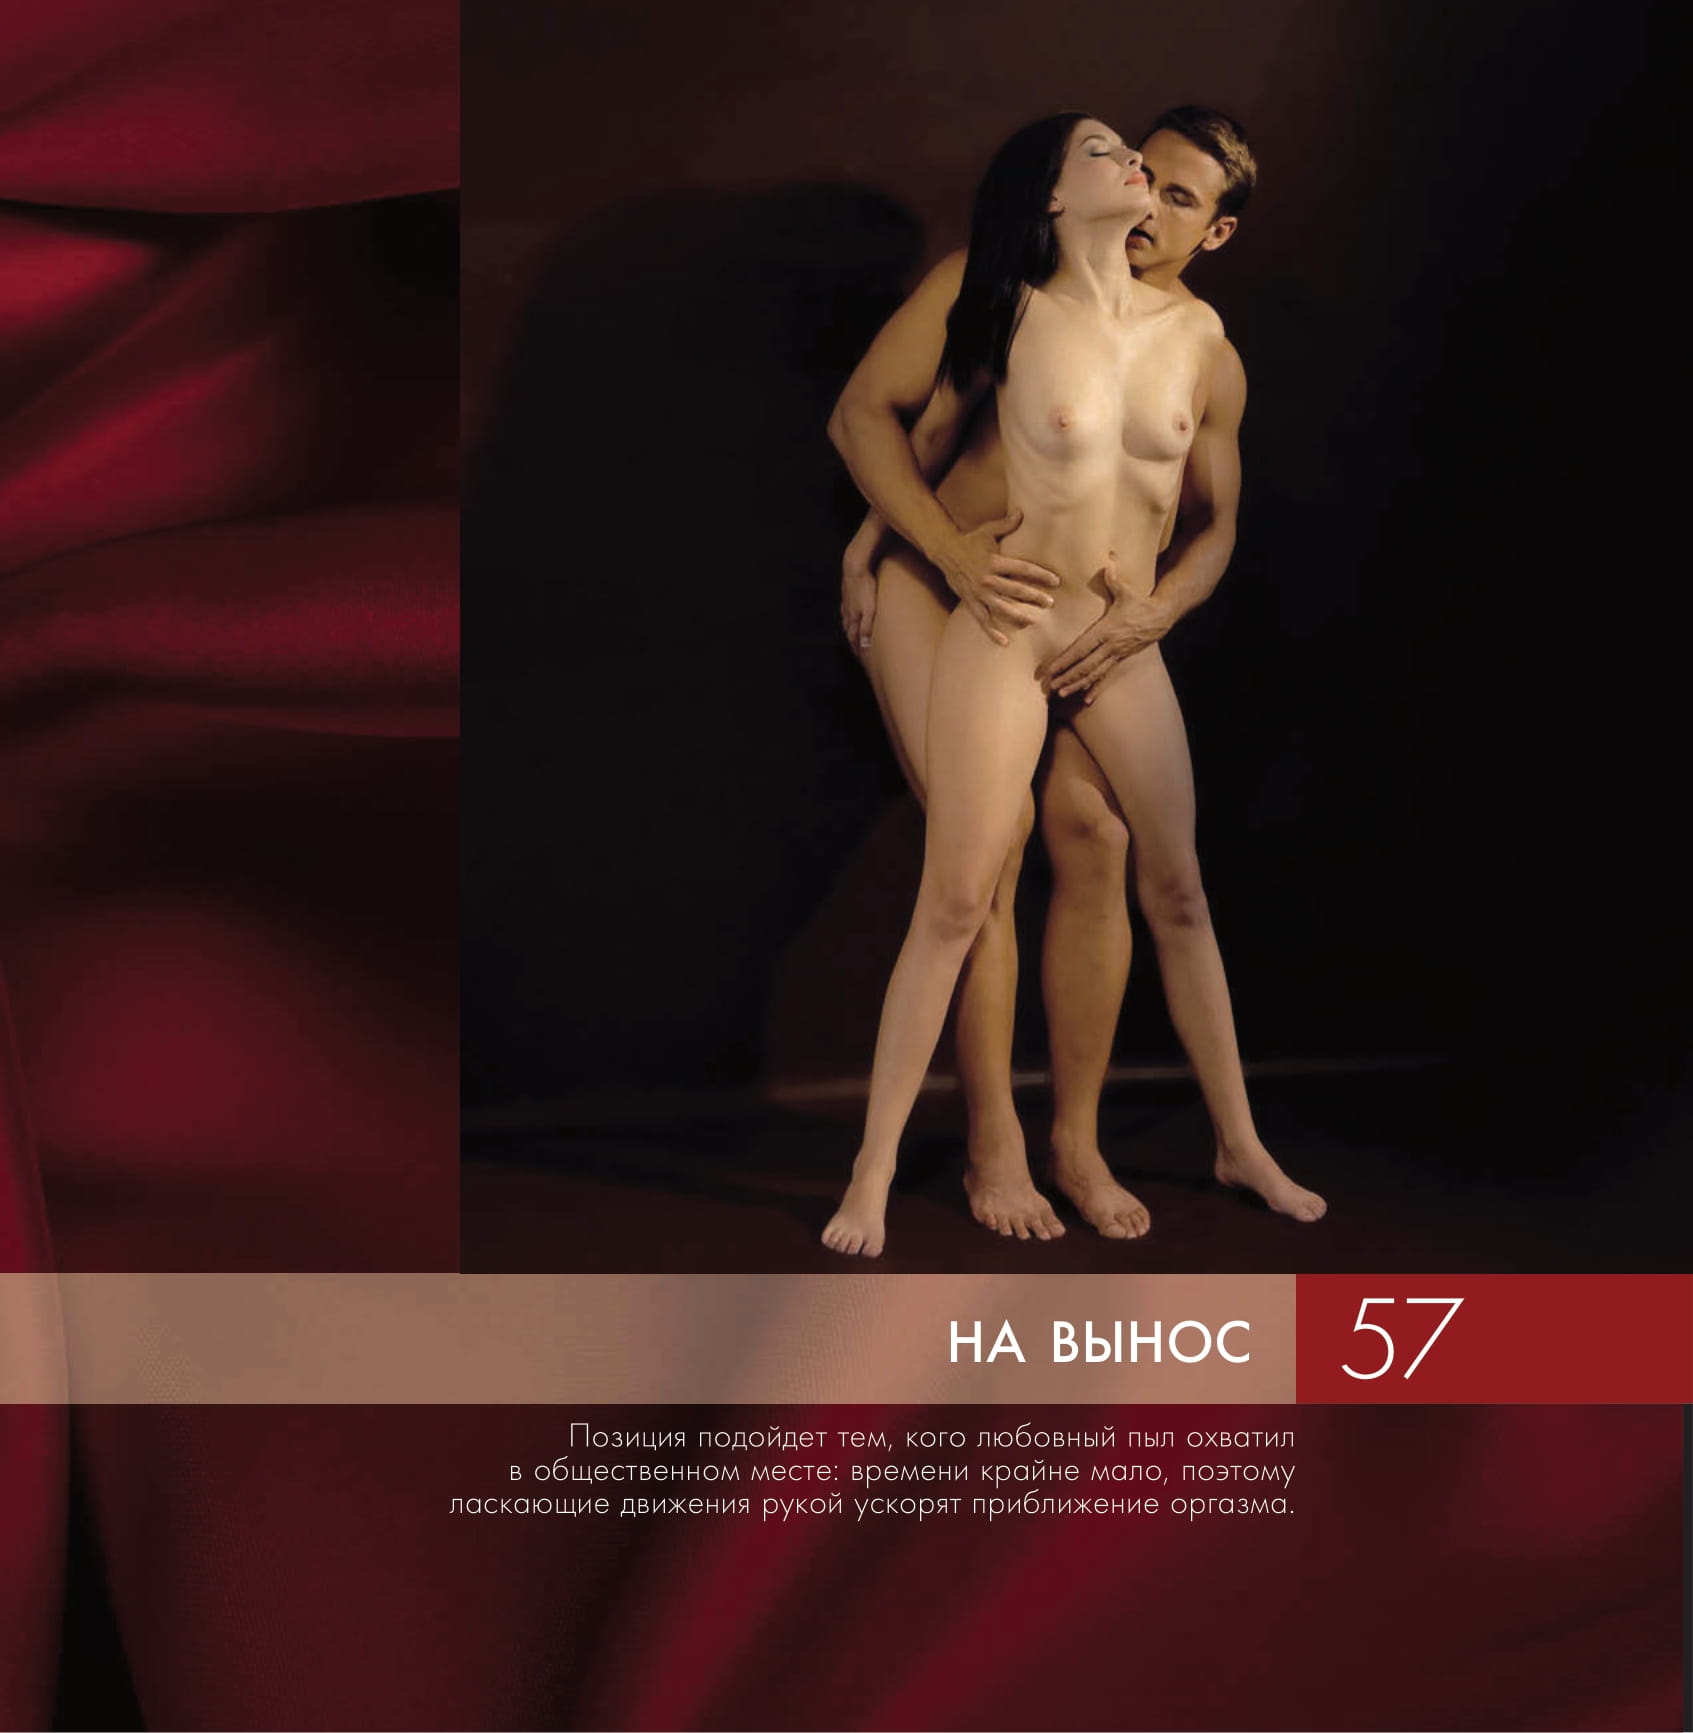 НА ВЫНОС
57
Позиция подойдет тем, кого любовный пыл охватил
в общественном месте: времени крайне мало, поэтому
ласкающие движения рукой ускорят приближение оргазма.